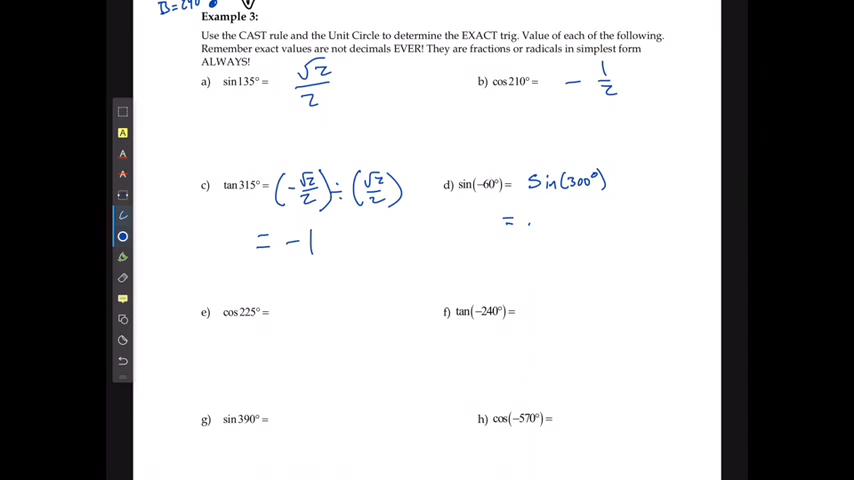 B=240°
Example 3:
Use the CAST rule and the Unit Circle to determine the EXACT trig. Value of each of the following.
Remember exact values are not decimals EVER! They are fractions or radicals in simplest form
ALWAYS!
a) sin135° = √2/2
b) cos210° = - 1/2
c) tan315° = (-√2/2) ÷ (√2/2)
= -1
d) sin(−60°) = Sin(300°)
=
e) cos225° =
f) tan(−240°) =
g) sin390° =
h) cos(−570°) =